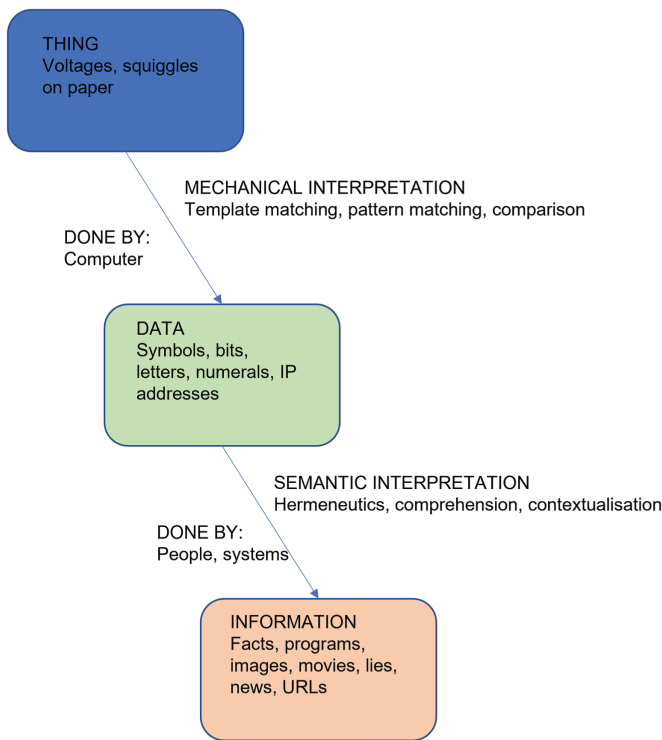 THING
Voltages, squiggles
on paper
MECHANICAL INTERPRETATION
Template matching, pattern matching, comparison
DONE BY:
Computer
DATA
Symbols, bits,
letters, numerals, IP
addresses
SEMANTIC INTERPRETATION
Hermeneutics, comprehension, contextualisation
DONE BY:
People, systems
INFORMATION
Facts, programs,
images, movies, lies,
news, URLs